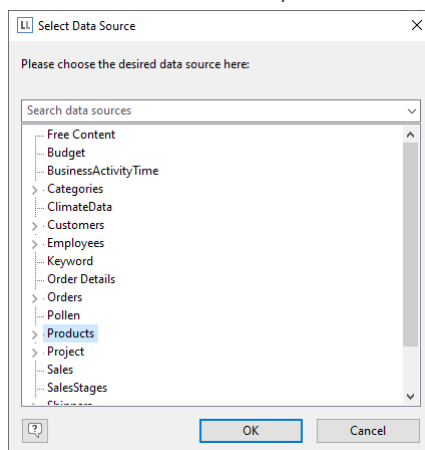 LL Select Data Source
Please choose the desired data source here:
Search data sources
Free Content
Budget
BusinessActivityTime
Categories
ClimateData
Customers
Employees
Keyword
Order Details
Orders
Pollen
Products
Project
Sales
SalesStages
OK Cancel